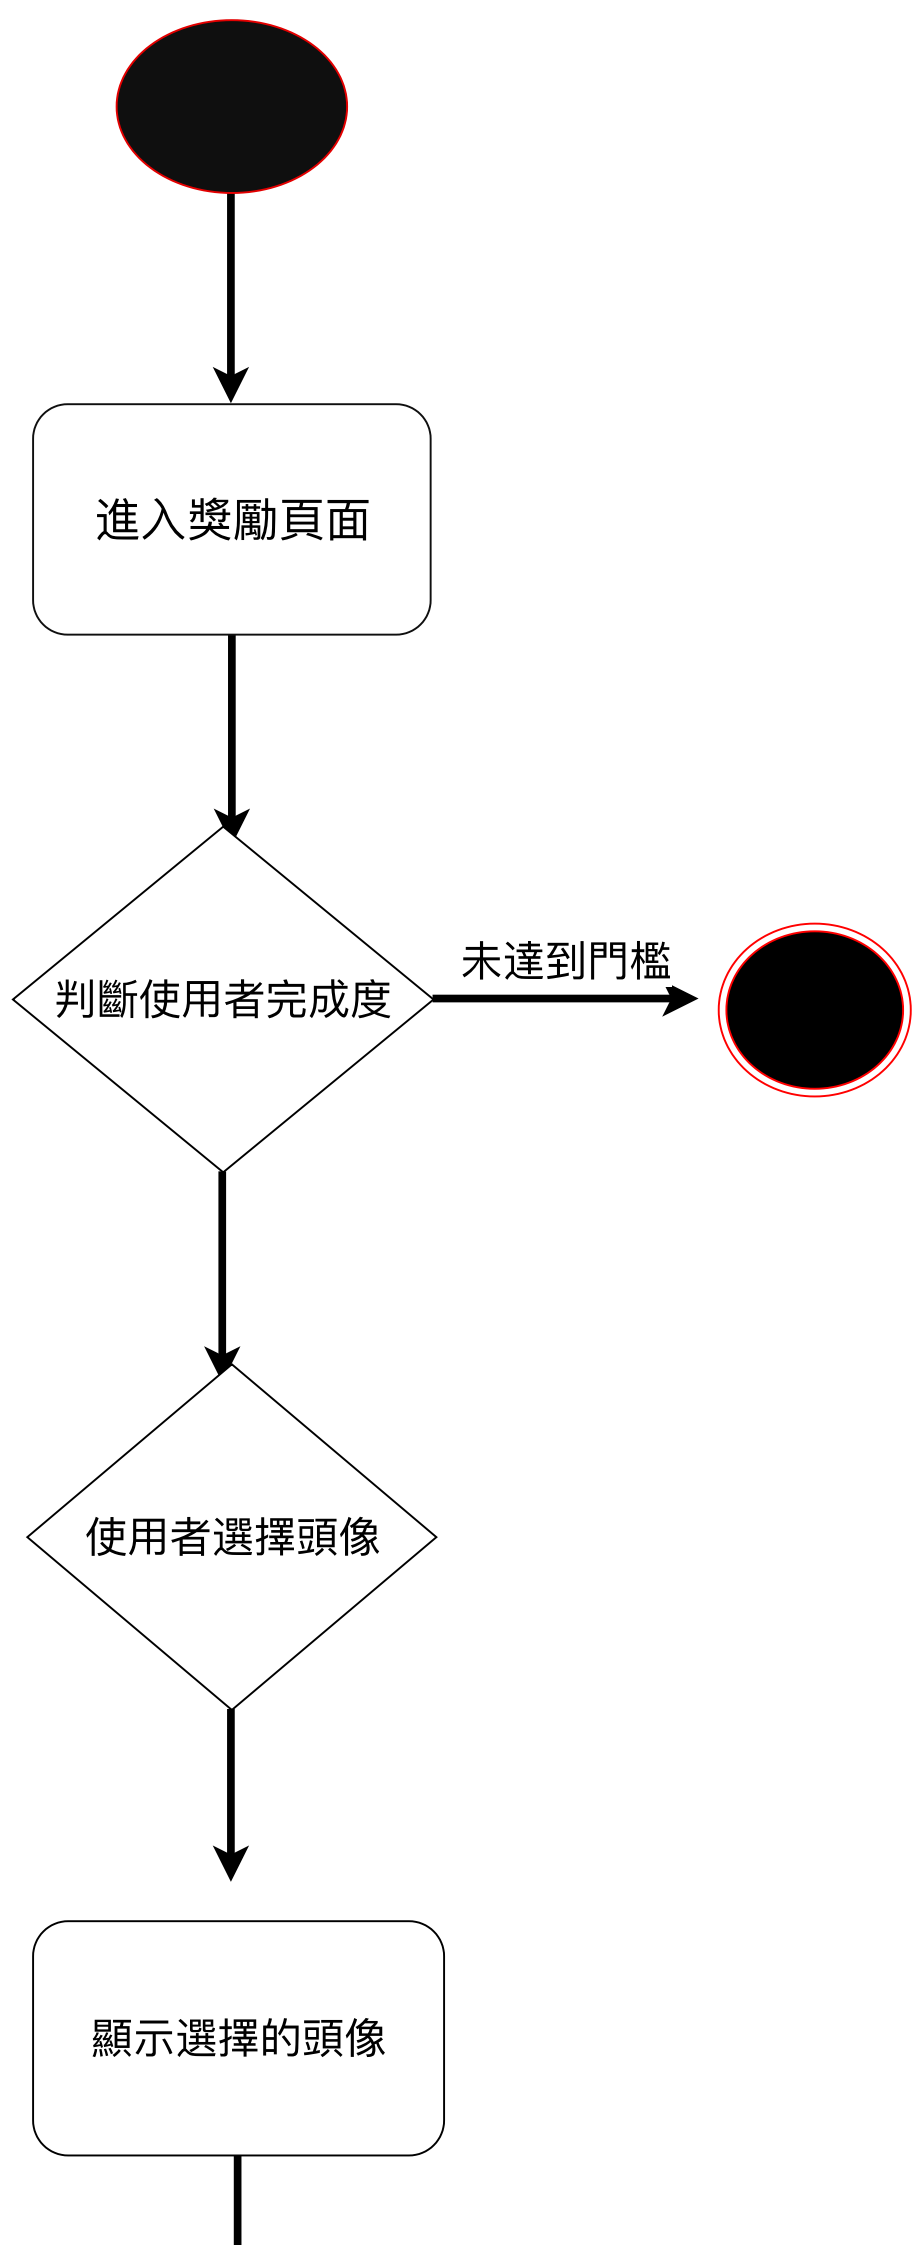 進入獎勵頁面
判斷使用者完成度
未達到門檻
使用者選擇頭像
顯示選擇的頭像